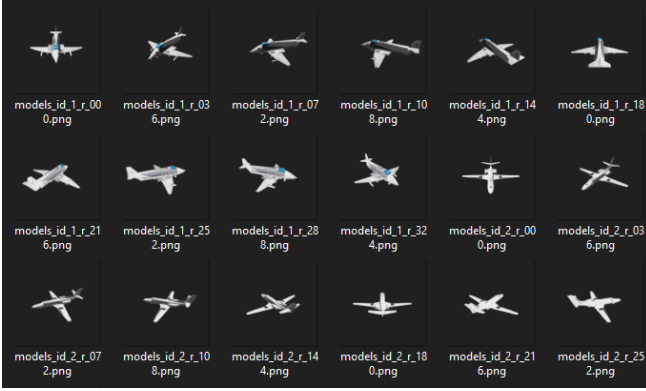 models_id_1_r_00
0.png
models_id_1_r_03
6.png
models_id_1_r_07
2.png
models_id_1_r_10
8.png
models_id_1_r_14
4.png
models_id_1_r_18
0.png
models_id_1_r_21
6.png
models_id_1_r_25
2.png
models_id_1_r_28
8.png
models_id_1_r_32
4.png
models_id_2_r_00
0.png
models_id_2_r_03
6.png
models_id_2_r_07
2.png
models_id_2_r_10
8.png
models_id_2_r_14
4.png
models_id_2_r_18
0.png
models_id_2_r_21
6.png
models_id_2_r_25
2.png